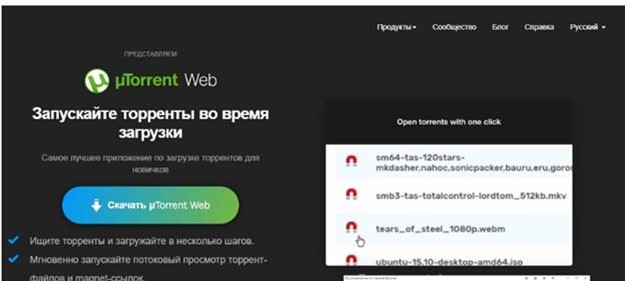 Продукты Сообщество Блог Справка Русский
ПРЕДСТАВЛЯЕМ
µTorrent Web
Запускайте торренты во время
загрузки
Самое лучшее приложение по загрузке торрентов для
новичков
Скачать µTorrent Web
Ищите торренты и загружайте в несколько шагов.
Мгновенно запускайте потоковый просмотр торрент-
файлов и magnet-ссылок.
Open torrents with one click
sm64-tas-120stars-
mkdasher,nahoc,sonicpacker,bauru,eru,goro
smb3-tas-totalcontrol-lordtom_512kb.mkv
tears_of_steel_1080p.webm
ubuntu-15.10-desktop-amd64.iso